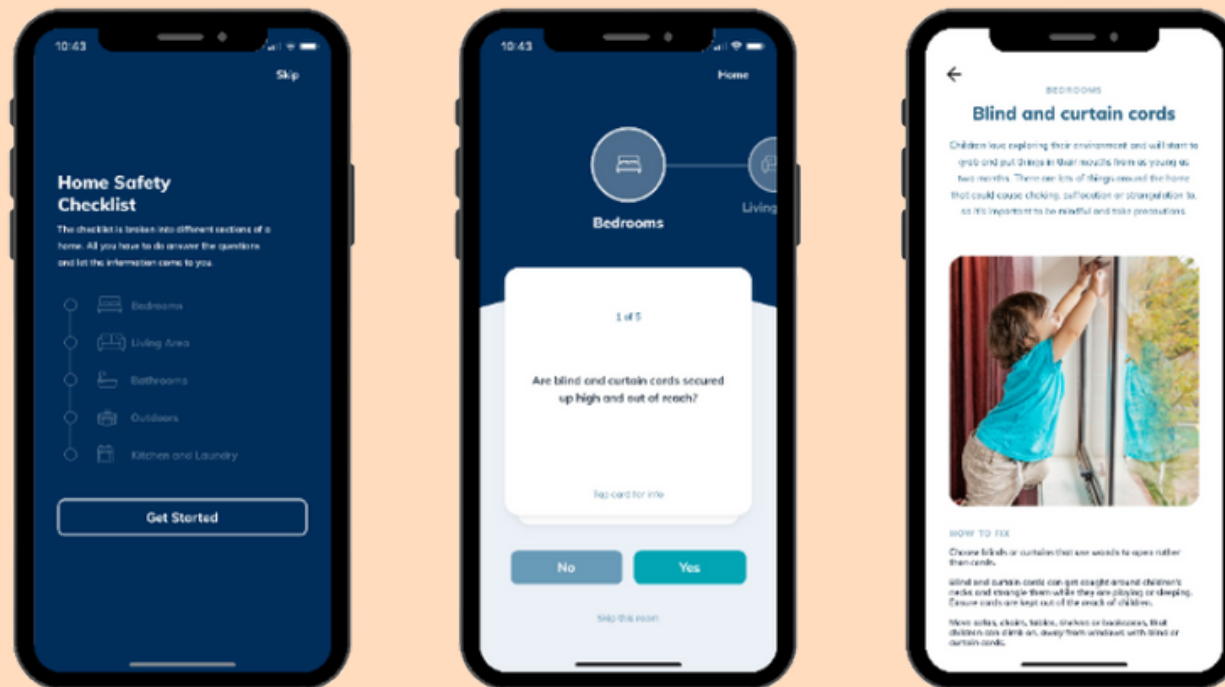 10:43
Skip
Home Safety
Checklist
The checklist is broken into different sections of a
home. All you have to do answer the questions
and let the information come to you.
Bedrooms
Living Area
Bathrooms
Outdoors
Kitchen and Laundry
Get Started
10:43
Home
Bedrooms
Living
1 of 5
Are blind and curtain cords secured
up high and out of reach?
Tap card for info
No
Yes
Skip this room
BEDROOMS
Blind and curtain cords
Children love exploring their environment and will start to
grab and put things in their mouths from as young as
two months. There are lots of things around the home
that could cause choking, suffocation or strangulation to,
so it's important to be mindful and take precautions.
HOW TO FIX
Choose blinds or curtains that use wands to open rather
than cords.
Blind and curtain cords can get caught around children's
necks and strangle them while they are playing or sleeping.
Ensure cords are kept out of the reach of children.
Move sofas, chairs, tables, shelves or bookcases, that
children can climb on, away from windows with blind or
curtain cords.